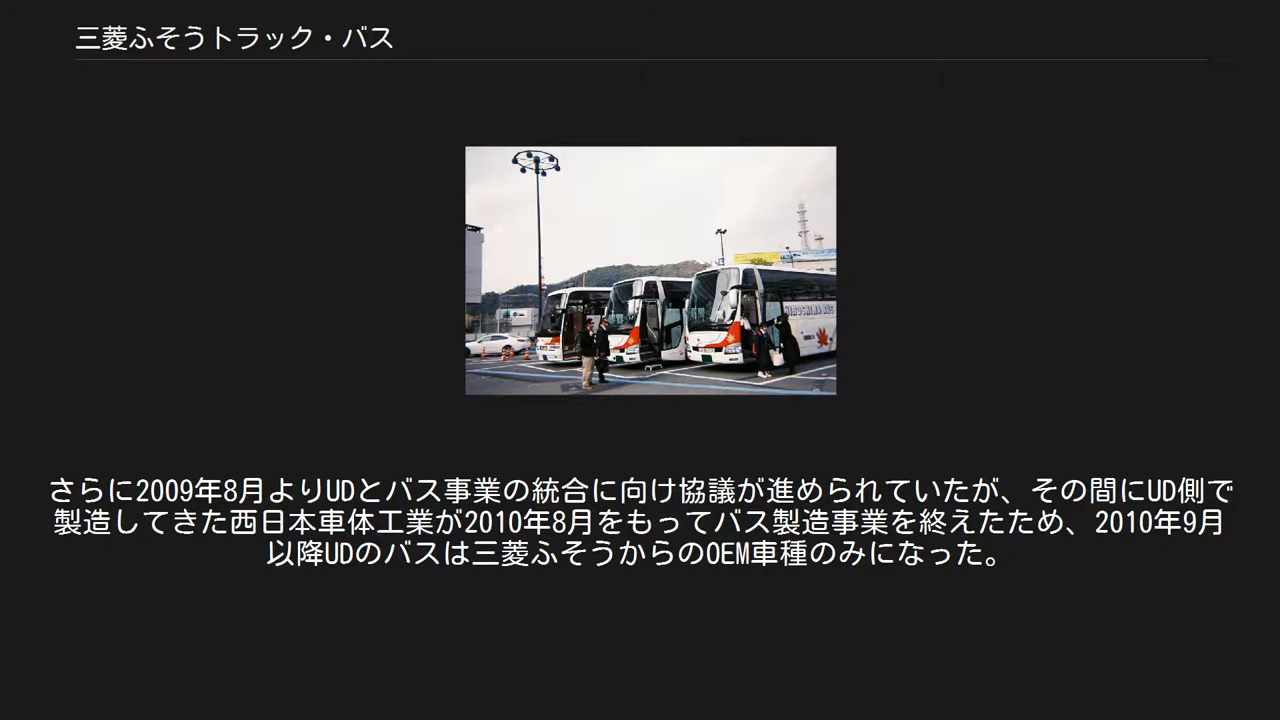 三菱ふそうトラック・バス
HIROSHIMA BUS
さらに2009年8月よりUDとバス事業の統合に向け協議が進められていたが、その間にUD側で
製造してきた西日本車体工業が2010年8月をもってバス製造事業を終えたため、2010年9月
以降UDのバスは三菱ふそうからのOEM車種のみになった。